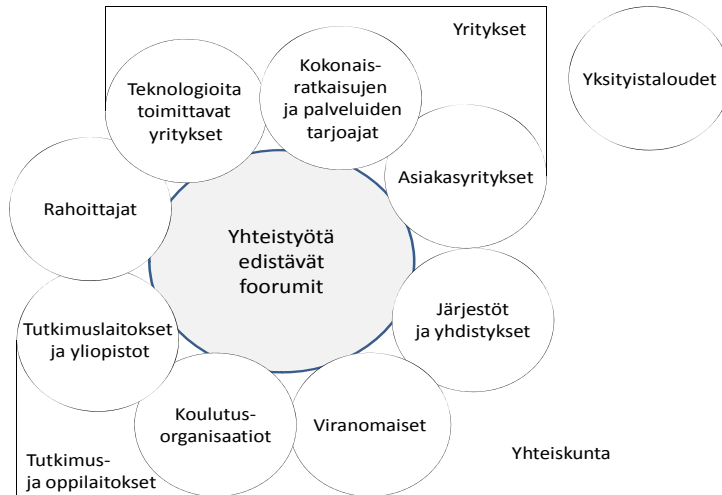 Yritykset
Teknologioita
toimittavat
yritykset
Kokonais-
ratkaisujen
ja palveluiden
tarjoajat
Yksityistaloudet
Asiakasyritykset
Rahoittajat
Yhteistyötä
edistävät
foorumit
Järjestöt
ja yhdistykset
Tutkimuslaitokset
ja yliopistot
Koulutus-
organisaatiot
Viranomaiset
Yhteiskunta
Tutkimus-
ja oppilaitokset